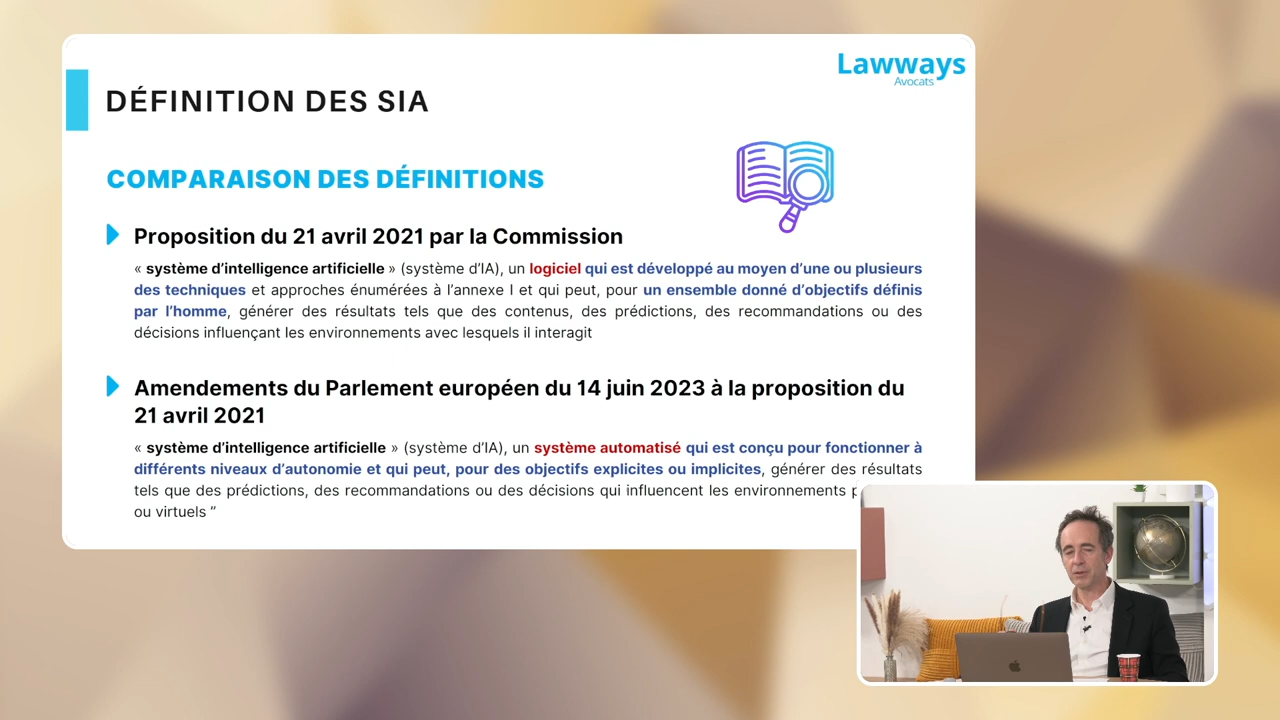 Lawways
Avocats
DÉFINITION DES SIA
COMPARAISON DES DÉFINITIONS
Proposition du 21 avril 2021 par la Commission
« système d’intelligence artificielle » (système d’IA), un logiciel qui est développé au moyen d’une ou plusieurs
des techniques et approches énumérées à l’annexe I et qui peut, pour un ensemble donné d’objectifs définis
par l’homme, générer des résultats tels que des contenus, des prédictions, des recommandations ou des
décisions influençant les environnements avec lesquels il interagit
Amendements du Parlement européen du 14 juin 2023 à la proposition du
21 avril 2021
« système d’intelligence artificielle » (système d’IA), un système automatisé qui est conçu pour fonctionner à
différents niveaux d’autonomie et qui peut, pour des objectifs explicites ou implicites, générer des résultats
tels que des prédictions, des recommandations ou des décisions qui influencent les environnements
ou virtuels ”